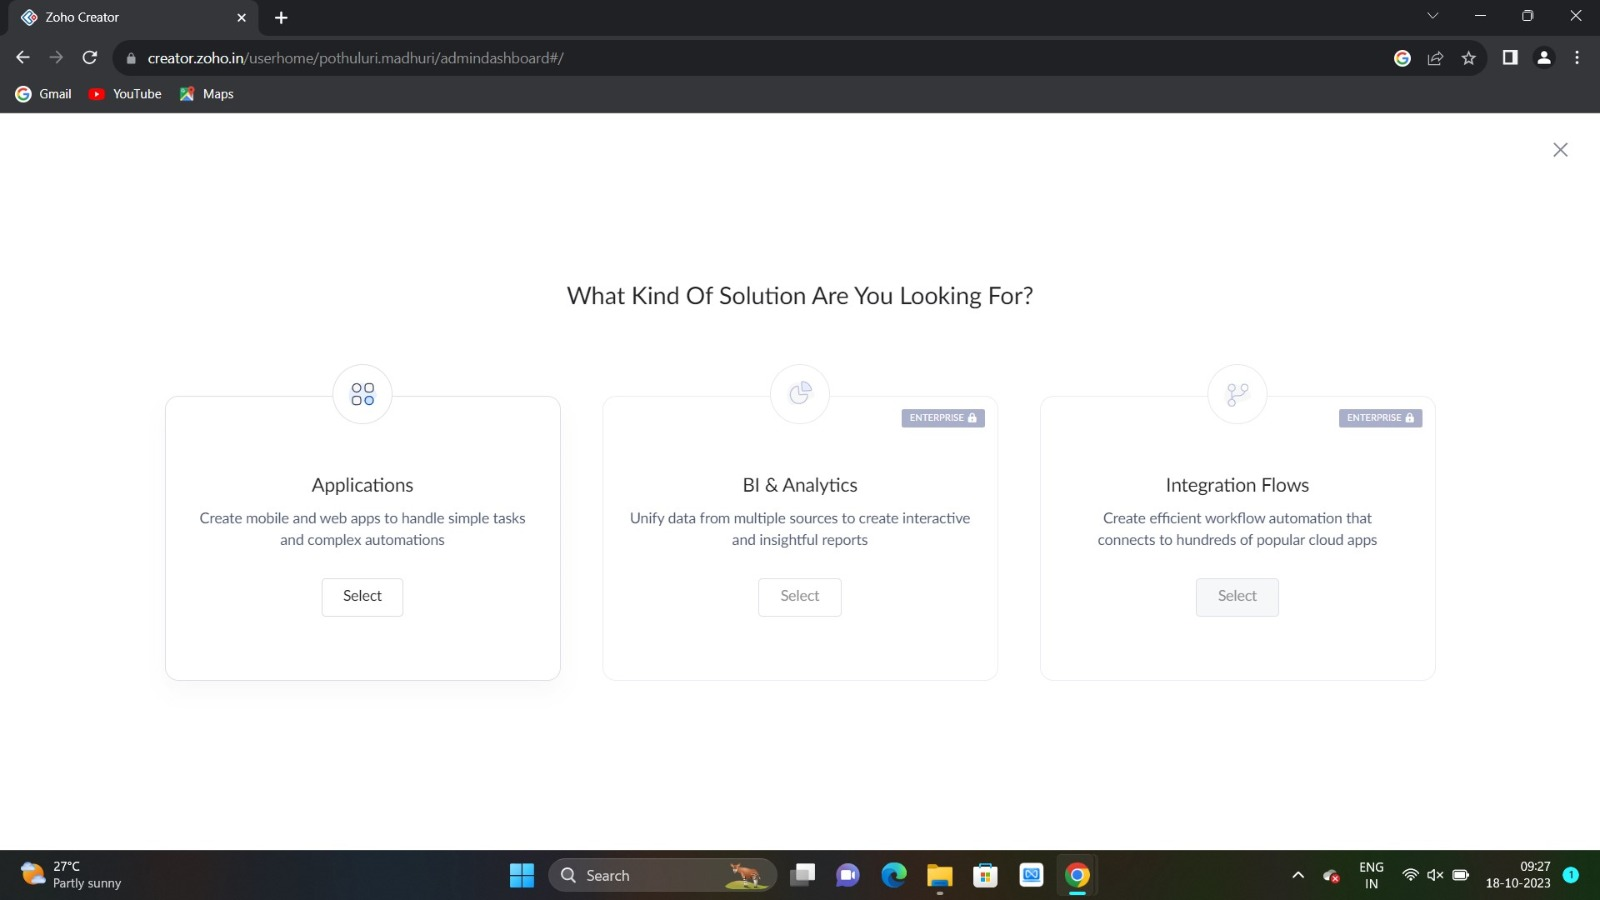 Zoho Creator
creator.zoho.in/userhome/pothuluri.madhuri/admindashboard#/
Gmail YouTube Maps
What Kind Of Solution Are You Looking For?
ENTERPRISE
ENTERPRISE
Applications
Create mobile and web apps to handle simple tasks
and complex automations
Select
BI & Analytics
Unify data from multiple sources to create interactive
and insightful reports
Select
Integration Flows
Create efficient workflow automation that
connects to hundreds of popular cloud apps
Select
27°C
Partly sunny
Search
ENG
IN
09:27
18-10-2023
1